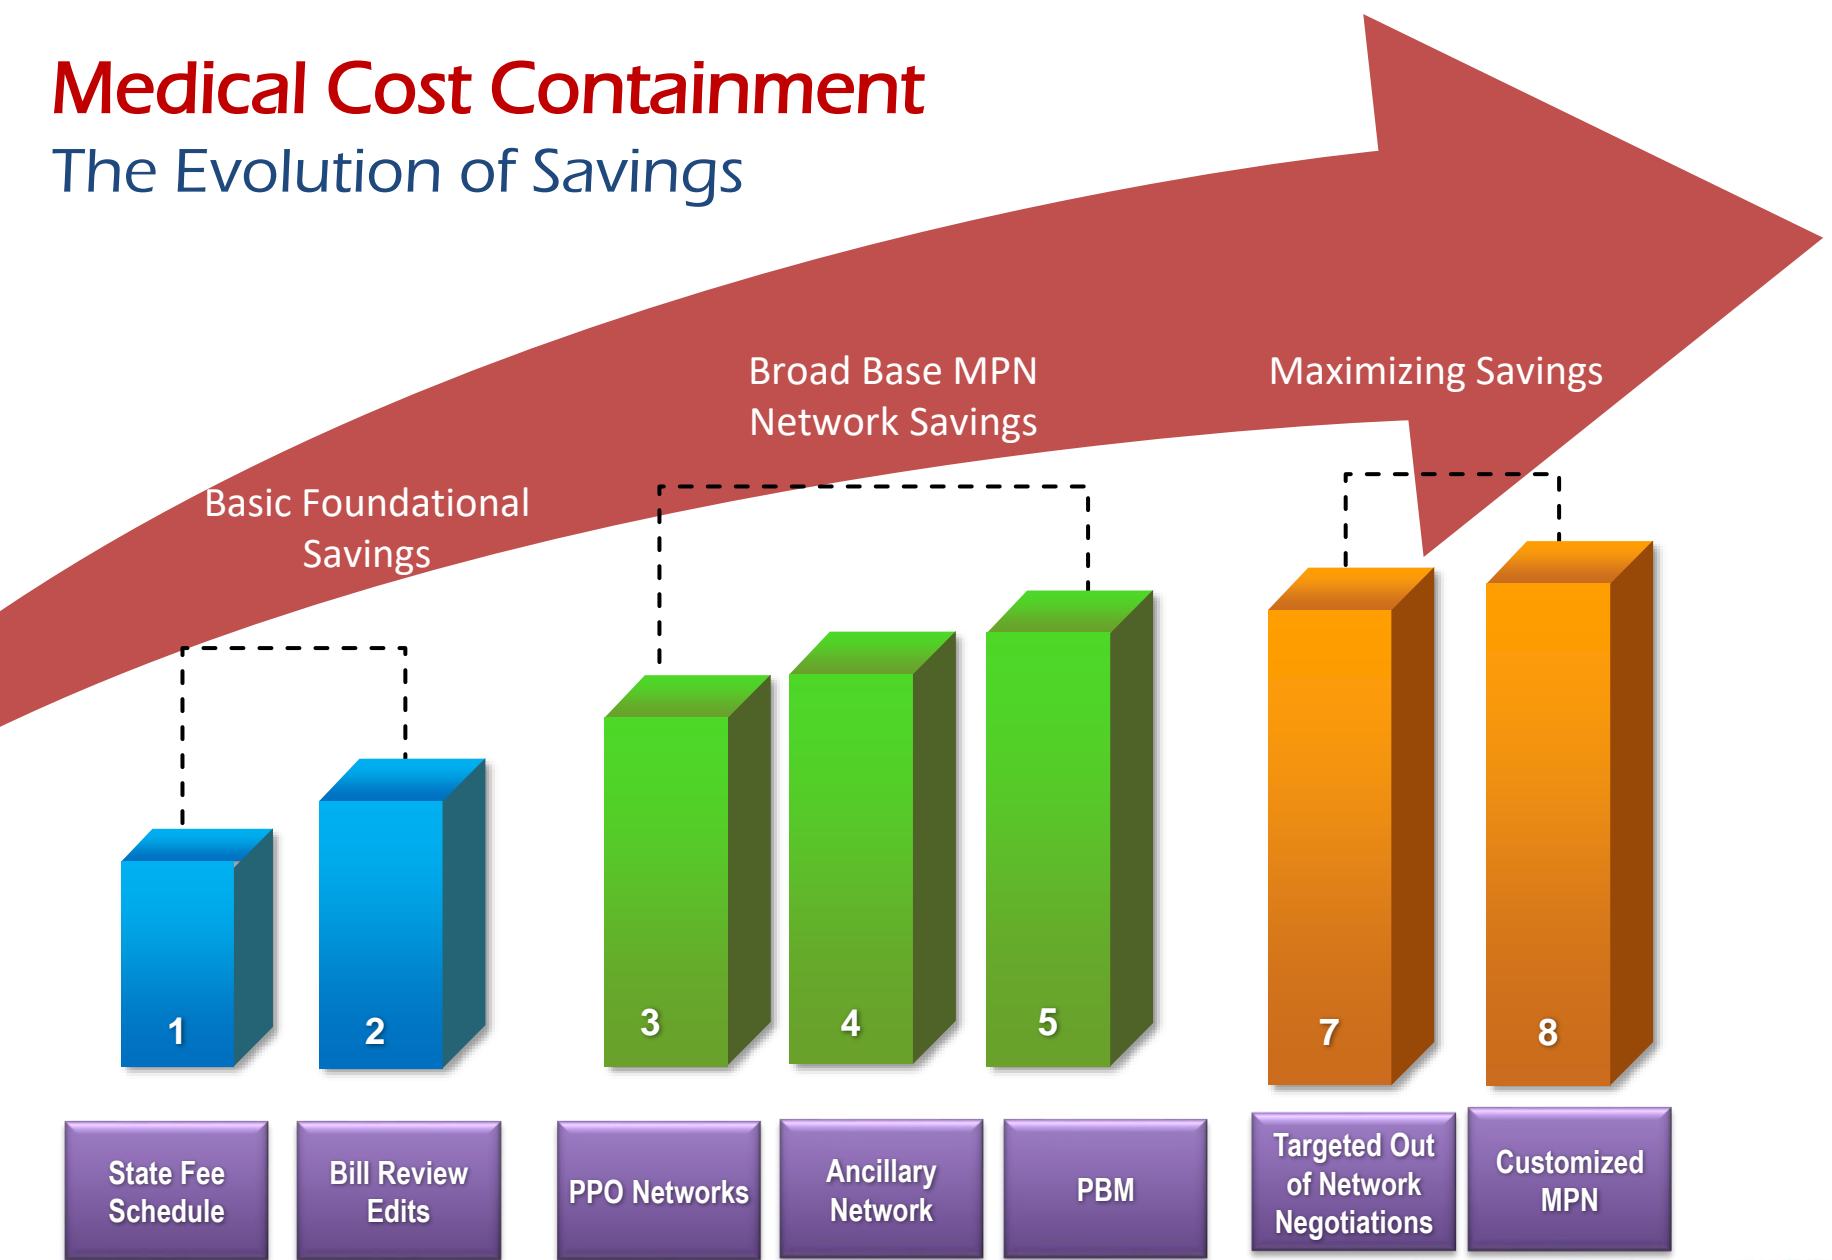 Medical Cost Containment
The Evolution of Savings
Broad Base MPN
Network Savings
Maximizing Savings
Basic Foundational
Savings
1
2
3
4
5
7
8
State Fee
Schedule
Bill Review
Edits
PPO Networks
Ancillary
Network
PBM
Targeted Out
of Network
Negotiations
Customized
MPN